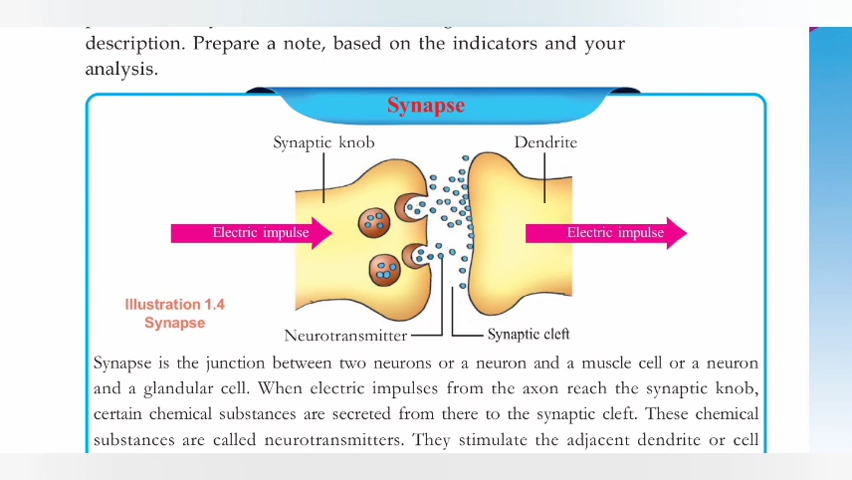 description. Prepare a note, based on the indicators and your
analysis.
Synapse
Synaptic knob
Dendrite
Electric impulse
Electric impulse
Illustration 1.4
Synapse
Neurotransmitter
Synaptic cleft
Synapse is the junction between two neurons or a neuron and a muscle cell or a neuron
and a glandular cell. When electric impulses from the axon reach the synaptic knob,
certain chemical substances are secreted from there to the synaptic cleft. These chemical
substances are called neurotransmitters. They stimulate the adjacent dendrite or cell